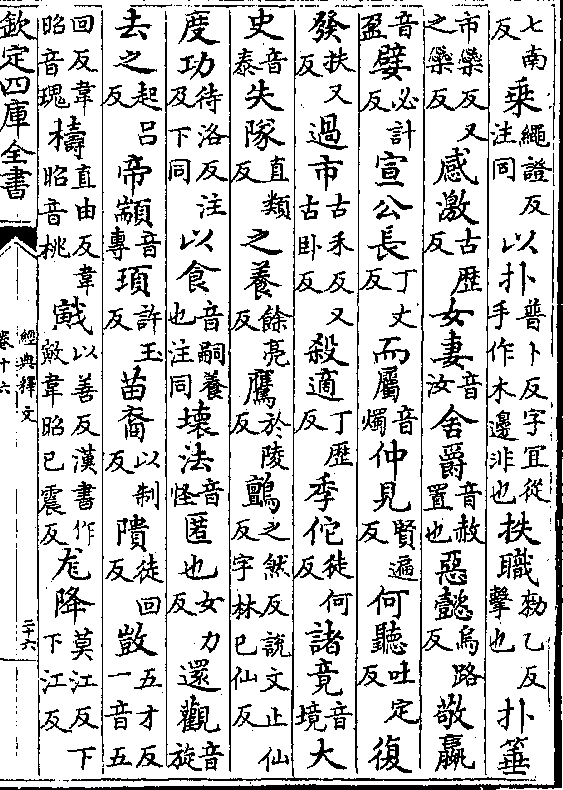 七南反乘繩證反注同以扑普卜反字宜從手作木邊非也抶職勑乙反擊也扑箠
市藥反又之藥反感激古歴反女妻音汝舍爵音赦置也惡懿烏路反敬嬴
音盈嬖必計反宣公長丁丈反而屬音燭仲見賢遍反何聽吐定反復
發扶又反過市古禾反又古卧反殺適丁歴反季佗徒何反諸竟音境大
史音泰失隊直類反之養餘亮反鷹於陵反鸇之然反說文止仙反字林巳仙反
度功待洛反注及下同以食音嗣養也注同壞法音怪匿也女力反還觀音旋
去之起呂反帝顓音專頊許玉反苗裔以制反隤徒回反敳五才反一音五
回反韋昭音瑰檮直由反韋昭音桃戭以善反漢書作敒韋昭巳震反尨降莫江反下下江反
欽定四庫全書
經典釋文
卷十六
二十六